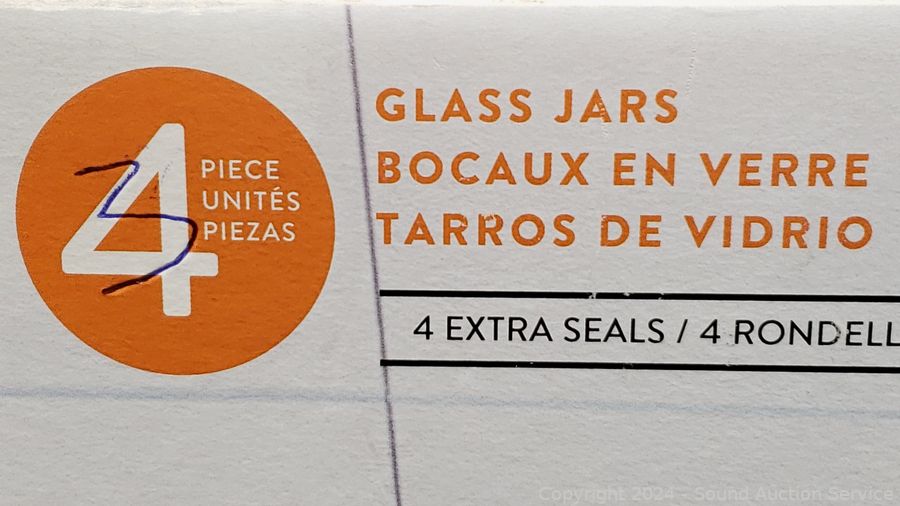 4
3
PIECE
UNITÉS
PIEZAS
GLASS JARS
BOCAUX EN VERRE
TARROS DE VIDRIO
4 EXTRA SEALS / 4 RONDELL
Copyright 2024 - Sound Auction Service